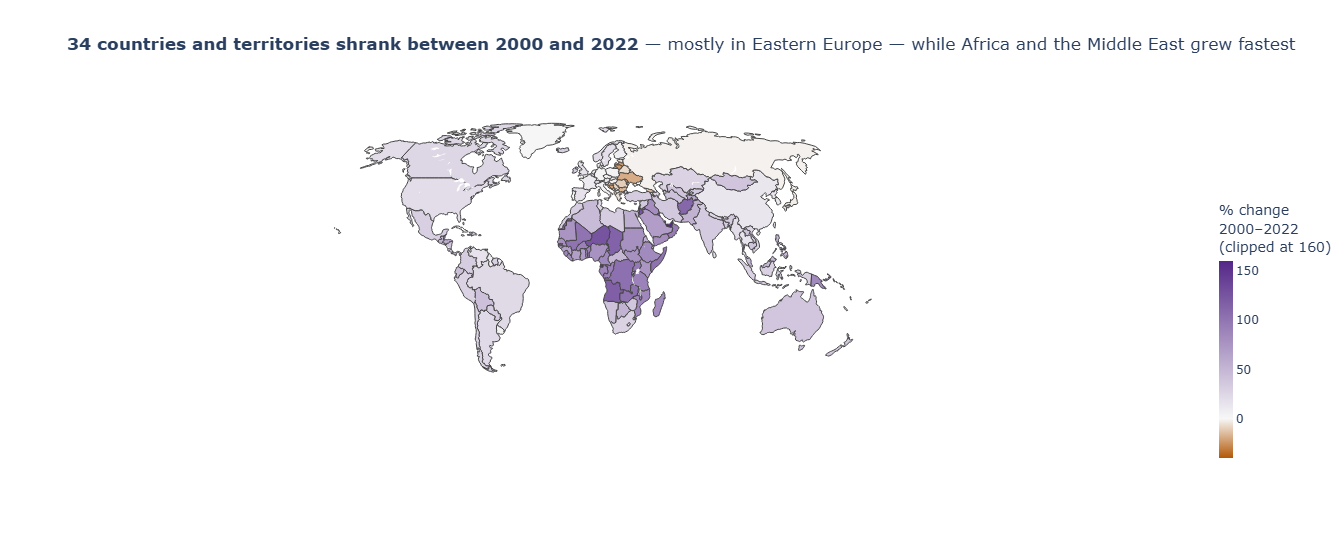 34 countries and territories shrank between 2000 and 2022 — mostly in Eastern Europe — while Africa and the Middle East grew fastest
% change
2000–2022
(clipped at 160)
150
100
50
0